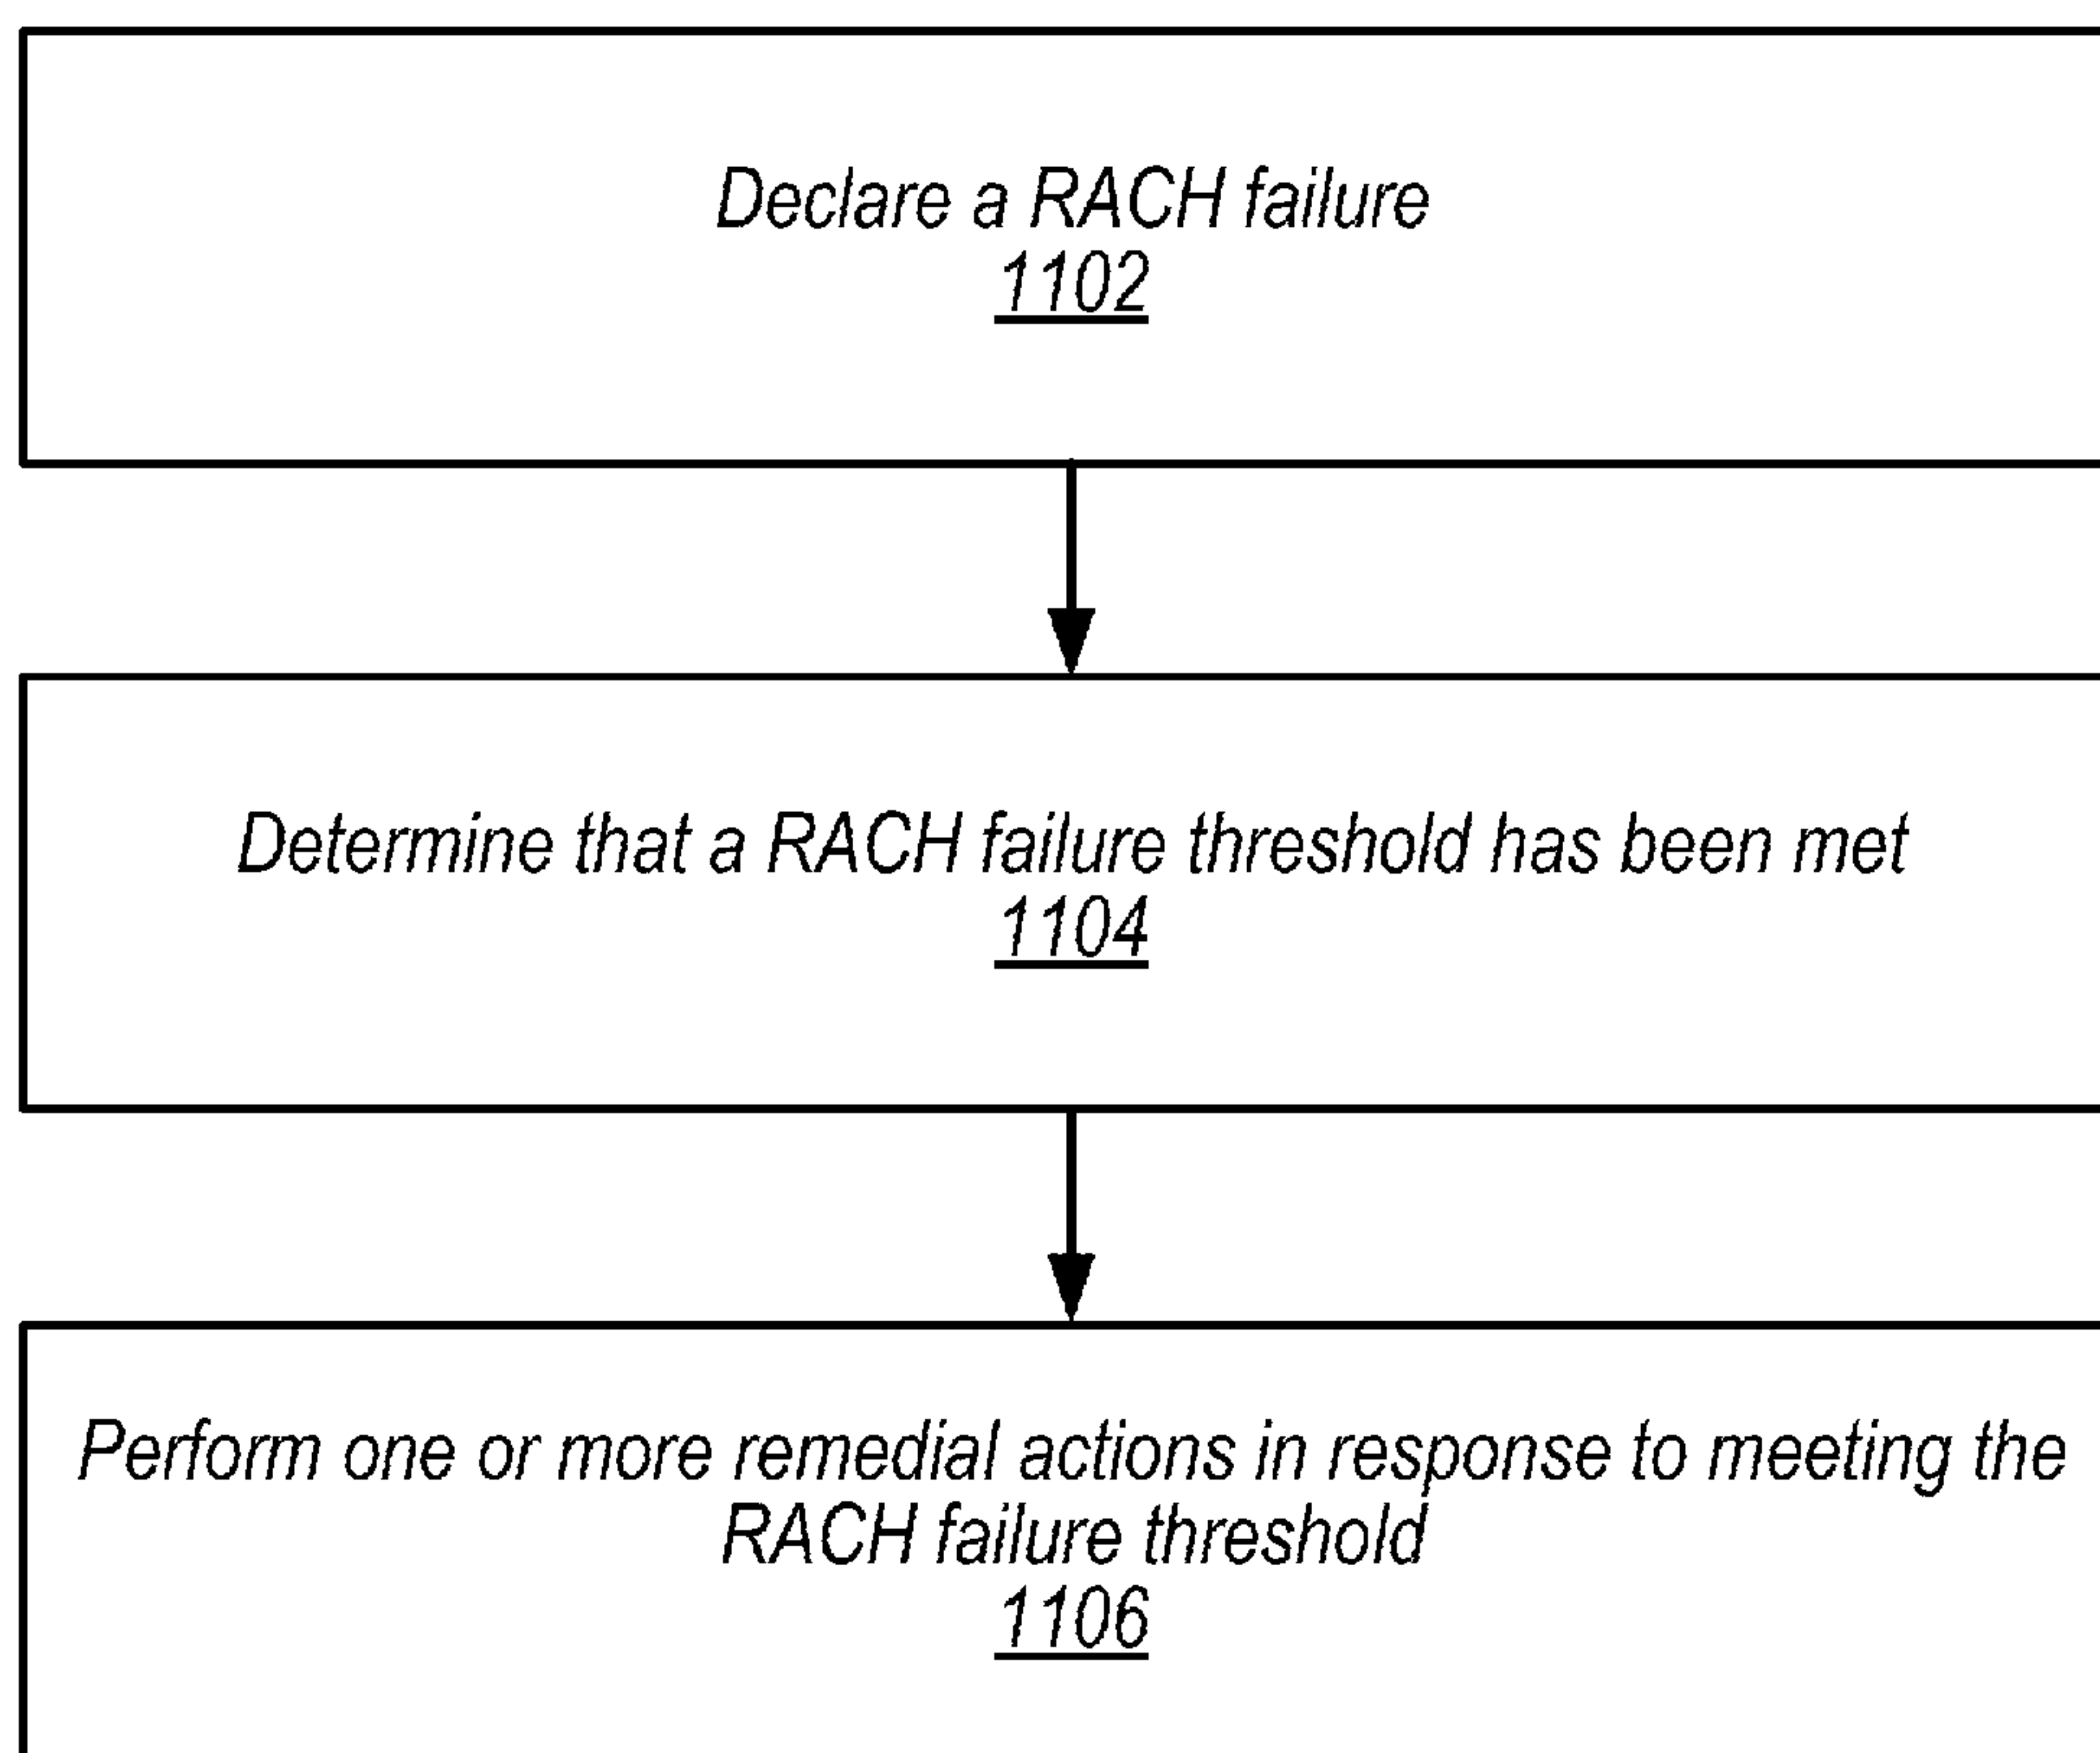 Declare a RACH failure
1102
Determine that a RACH failure threshold has been met
1104
Perform one or more remedial actions in response to meeting the
RACH failure threshold
1106